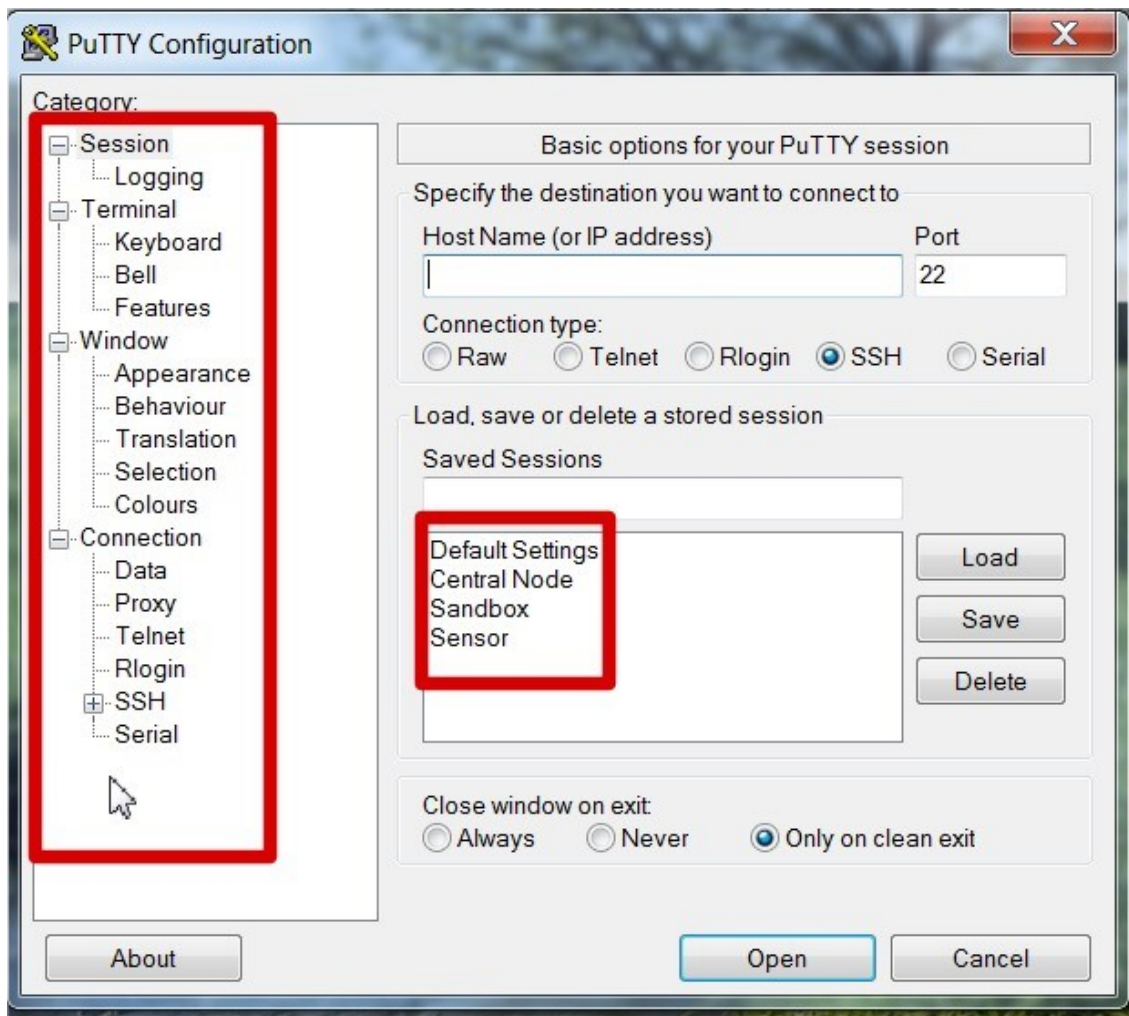 PuTTY Configuration
X
Category:
Session
Logging
Terminal
Keyboard
Bell
Features
Window
Appearance
Behaviour
Translation
Selection
Colours
Connection
Data
Proxy
Telnet
Rlogin
SSH
Serial
Basic options for your PuTTY session
Specify the destination you want to connect to
Host Name (or IP address) Port
22
Connection type:
Raw Telnet Rlogin SSH Serial
Load, save or delete a stored session
Saved Sessions
Default Settings
Central Node
Sandbox
Sensor
Load
Save
Delete
Close window on exit:
Always Never Only on clean exit
About Open Cancel